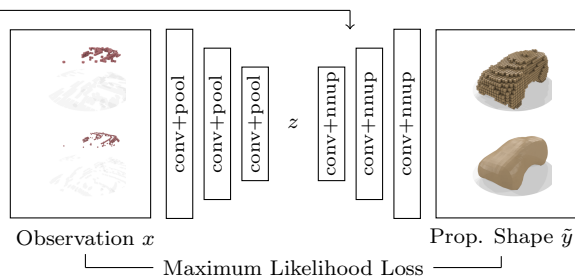 conv+pool
conv+pool
conv+pool
z
conv+nnup
conv+nnup
conv+nnup
Observation x
Prop. Shape ỹ
Maximum Likelihood Loss